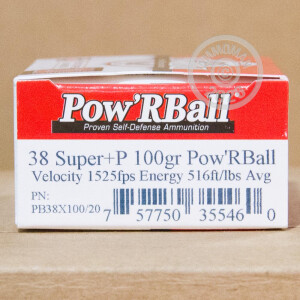 Pow'RBall
Proven Self-Defense Ammunition
38 Super+P 100gr Pow'RBall
Velocity 1525fps Energy 516ft/lbs Avg
PN:
PB38X100/20
7 57750 35546 0